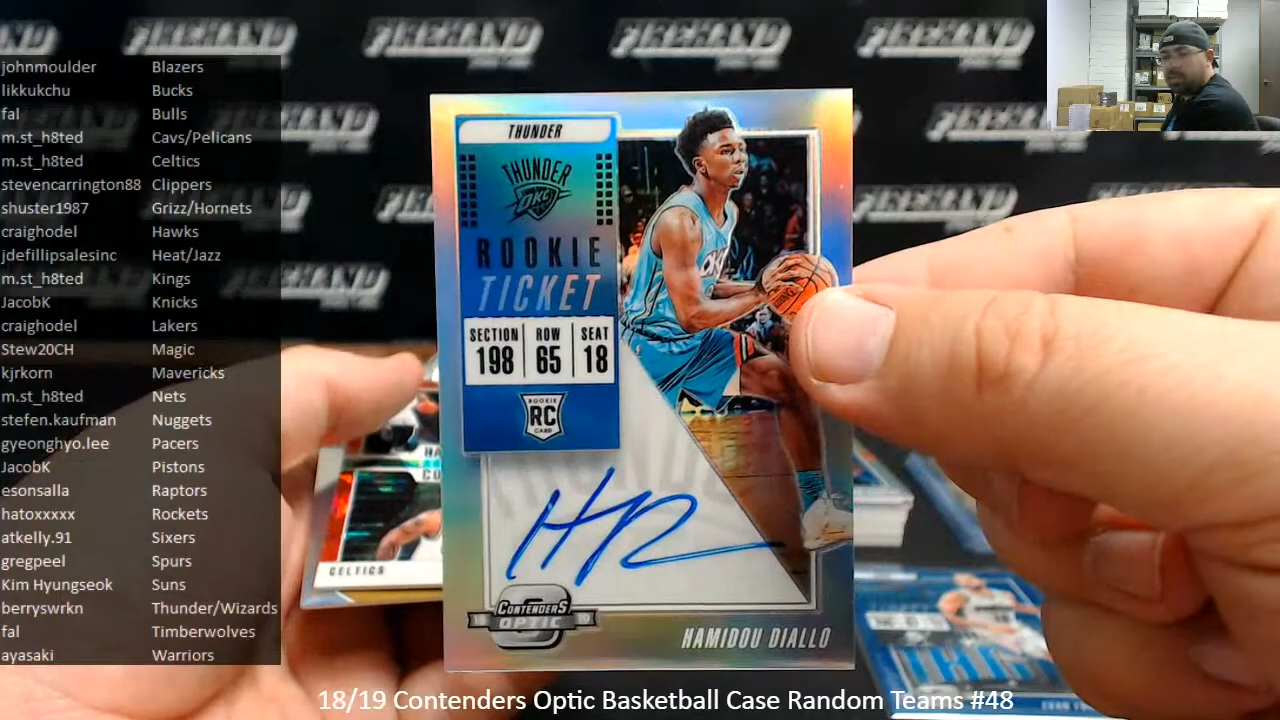 FIREHAND FIREHAND FIREHAND FIREHAND
johnmoulder Blazers
likkukchu Bucks
fal Bulls
m.st_h8ted Cavs/Pelicans
m.st_h8ted Celtics
stevencarrington88 Clippers
shuster1987 Grizz/Hornets
craighodel Hawks
jdefillipsalesinc Heat/Jazz
m.st_h8ted Kings
JacobK Knicks
craighodel Lakers
Stew20CH Magic
kjrkorn Mavericks
m.st_h8ted Nets
stefen.kaufman Nuggets
gyeonghyo.lee Pacers
JacobK Pistons
esonsalla Raptors
hatoxxxxx Rockets
atkelly.91 Sixers
gregpeel Spurs
Kim Hyungseok Suns
berryswrkn Thunder/Wizards
fal Timberwolves
ayasaki Warriors
THUNDER
THUNDER
OKC
ROOKIE
TICKET
SECTION ROW SEAT
198 65 18
ROOKIE
RC
CARD
CONTENDERS
OPTIC
HAMIDOU DIALLO
CELTICS
18/19 Contenders Optic Basketball Case Random Teams #48